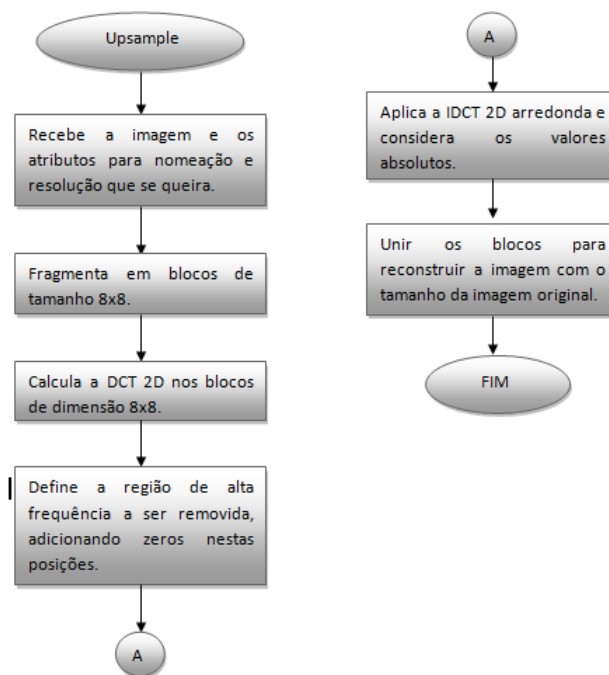 Upsample
Recebe a imagem e os
atributos para nomeação e
resolução que se queira.
Fragmenta em blocos de
tamanho 8x8.
Calcula a DCT 2D nos blocos
de dimensão 8x8.
Define a região de alta
frequência a ser removida,
adicionando zeros nestas
posições.
A
A
Aplica a IDCT 2D arredonda e
considera os valores
absolutos.
Unir os blocos para
reconstruir a imagem com o
tamanho da imagem original.
FIM